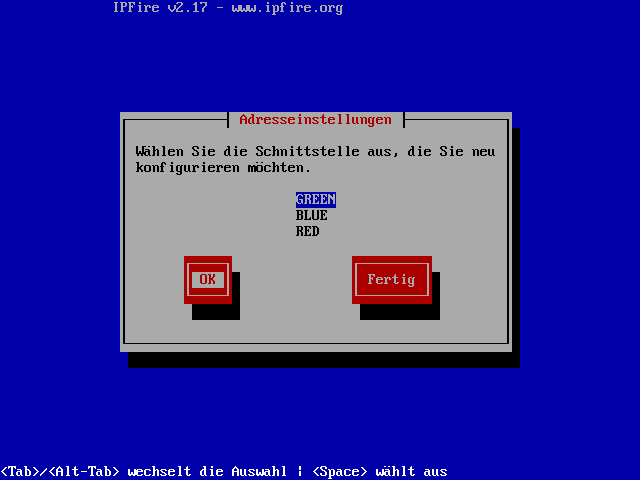 IPFire v2.17 - www.ipfire.org
Adresseinstellungen
Wählen Sie die Schnittstelle aus, die Sie neu
konfigurieren möchten.
GREEN
BLUE
RED
OK Fertig
<Tab>/<Alt-Tab> wechselt die Auswahl | <Space> wählt aus